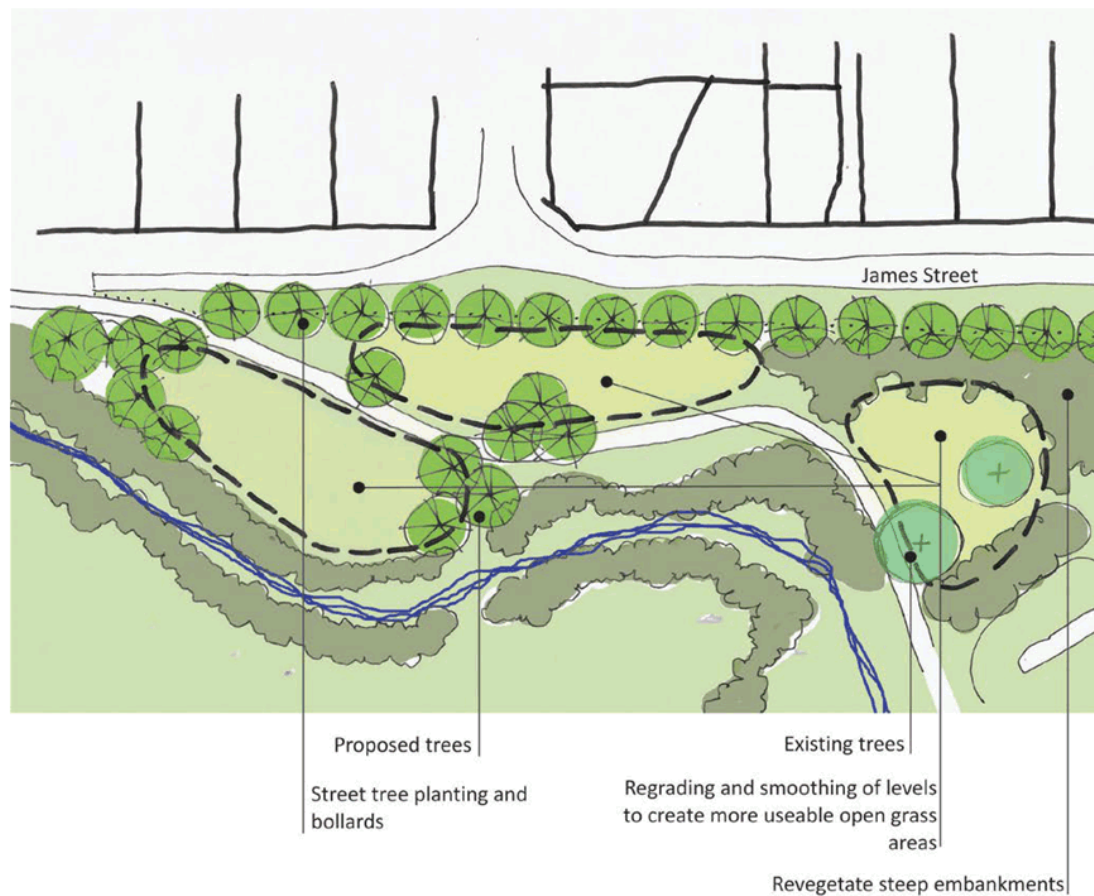 James Street
Proposed trees
Street tree planting and
bollards
Existing trees
Regrading and smoothing of levels
to create more useable open grass
areas
Revegetate steep embankments